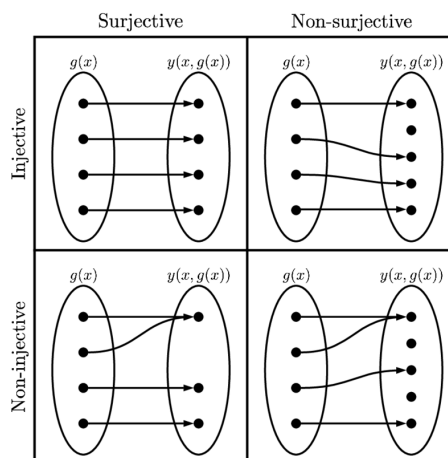 Surjective Non-surjective
Injective
g(x) y(x, g(x)) g(x) y(x, g(x))
Non-injective
g(x) y(x, g(x)) g(x) y(x, g(x))